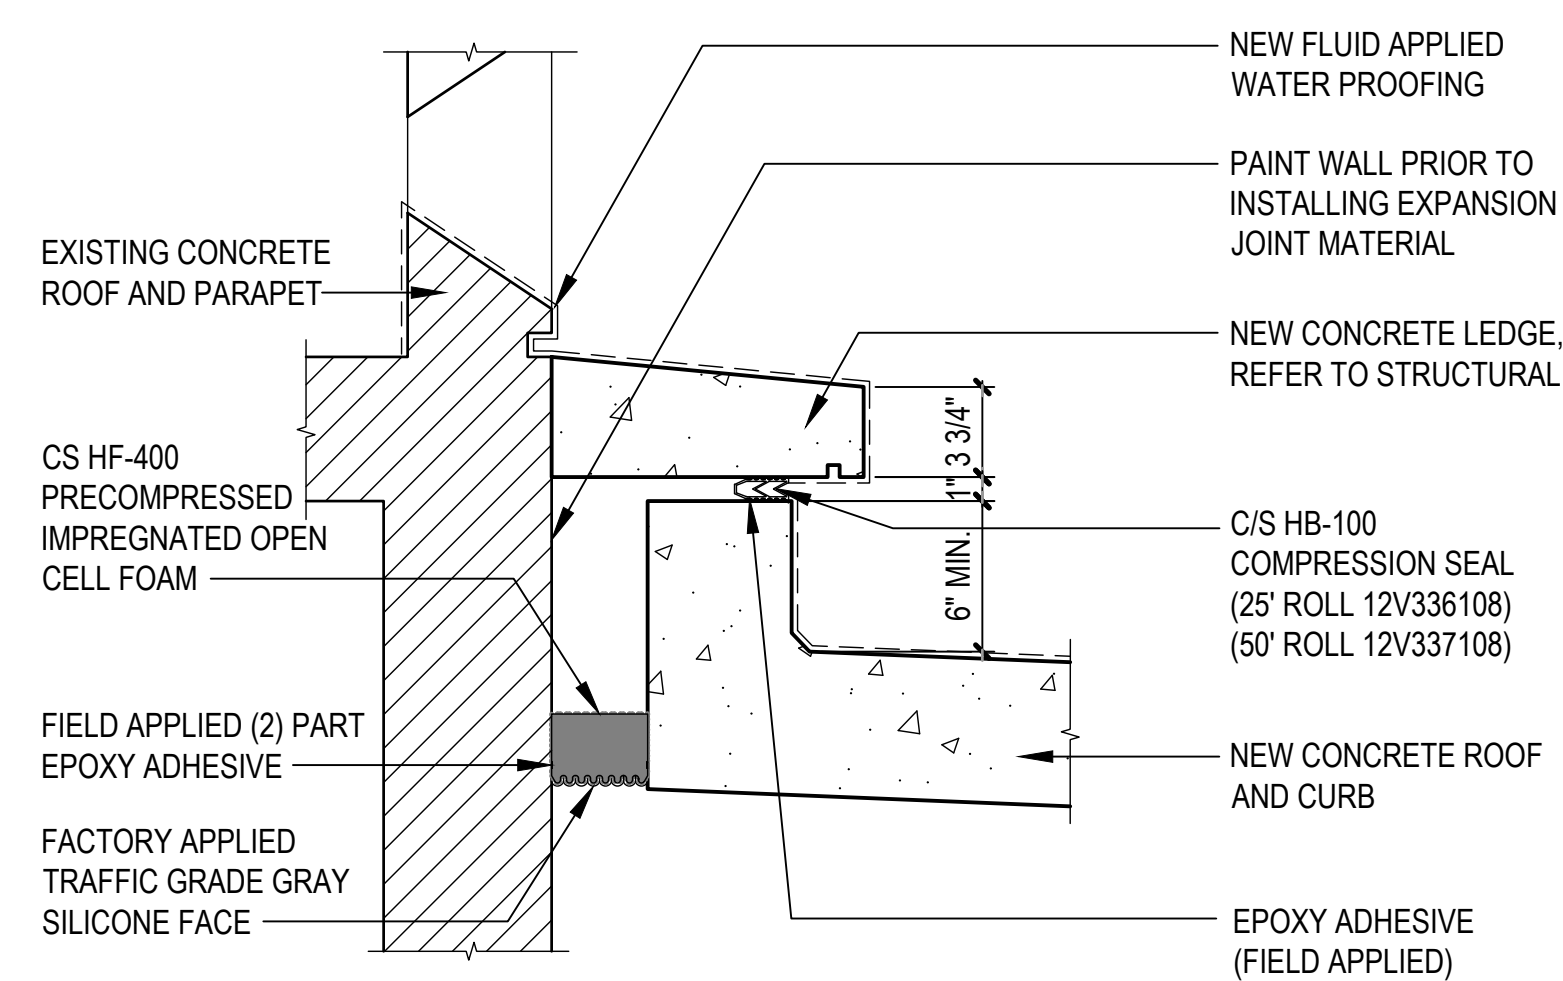 NEW FLUID APPLIED
WATER PROOFING
PAINT WALL PRIOR TO
INSTALLING EXPANSION
JOINT MATERIAL
EXISTING CONCRETE
ROOF AND PARAPET
NEW CONCRETE LEDGE,
REFER TO STRUCTURAL
3 3/4"
1"
6" MIN.
CS HF-400
PRECOMPRESSED
IMPREGNATED OPEN
CELL FOAM
C/S HB-100
COMPRESSION SEAL
(25' ROLL 12V336108)
(50' ROLL 12V337108)
FIELD APPLIED (2) PART
EPOXY ADHESIVE
NEW CONCRETE ROOF
AND CURB
FACTORY APPLIED
TRAFFIC GRADE GRAY
SILICONE FACE
EPOXY ADHESIVE
(FIELD APPLIED)